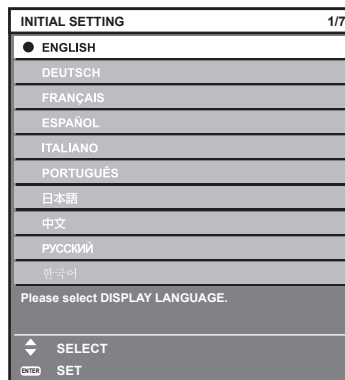 INITIAL SETTING 1/7
ENGLISH
DEUTSCH
FRANÇAIS
ESPAÑOL
ITALIANO
PORTUGUÊS
日本語
中文
РУССКИЙ
한국어
Please select DISPLAY LANGUAGE.
SELECT
ENTER SET